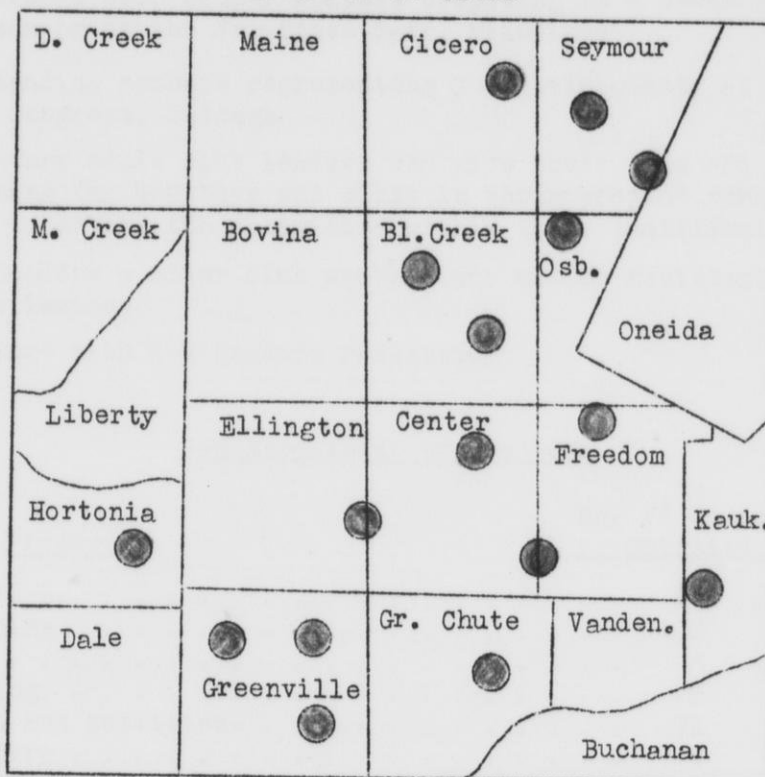 D. Creek Maine Cicero Seymour
M. Creek Bovina Bl. Creek
Osb.
Oneida
Liberty Ellington Center
Freedom
Hortonia Kauk.
Dale Gr. Chute Vanden.
Greenville
Buchanan